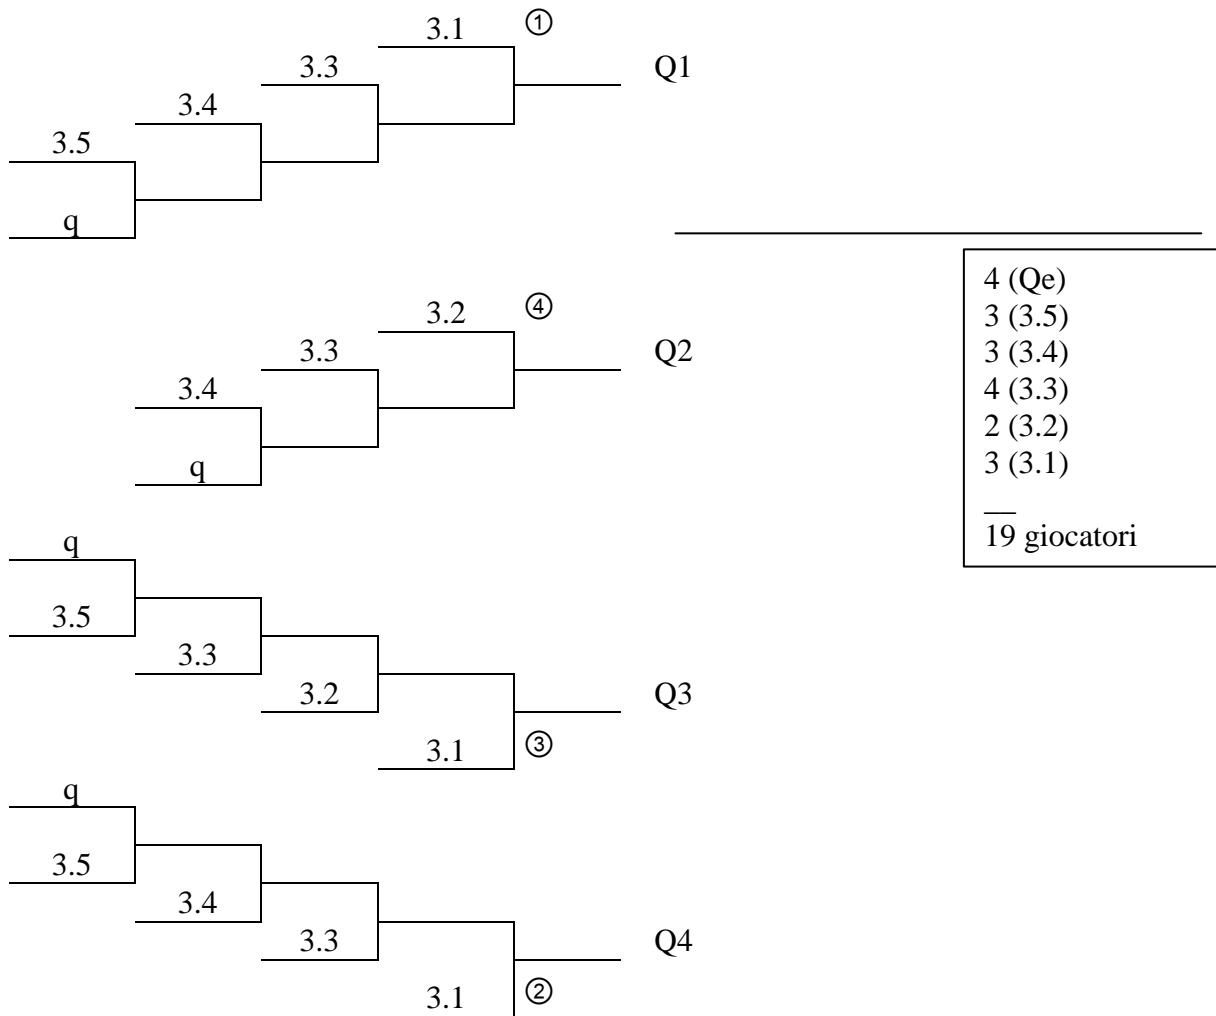 3.1 ①
3.3 Q1
3.4
3.5
q
3.2 ④
3.3 Q2
3.4
q
q
3.5
3.3
3.2 Q3
3.1 ③
q
3.5
3.4
3.3 Q4
3.1 ②
4 (Qe)
3 (3.5)
3 (3.4)
4 (3.3)
2 (3.2)
3 (3.1)
__
19 giocatori